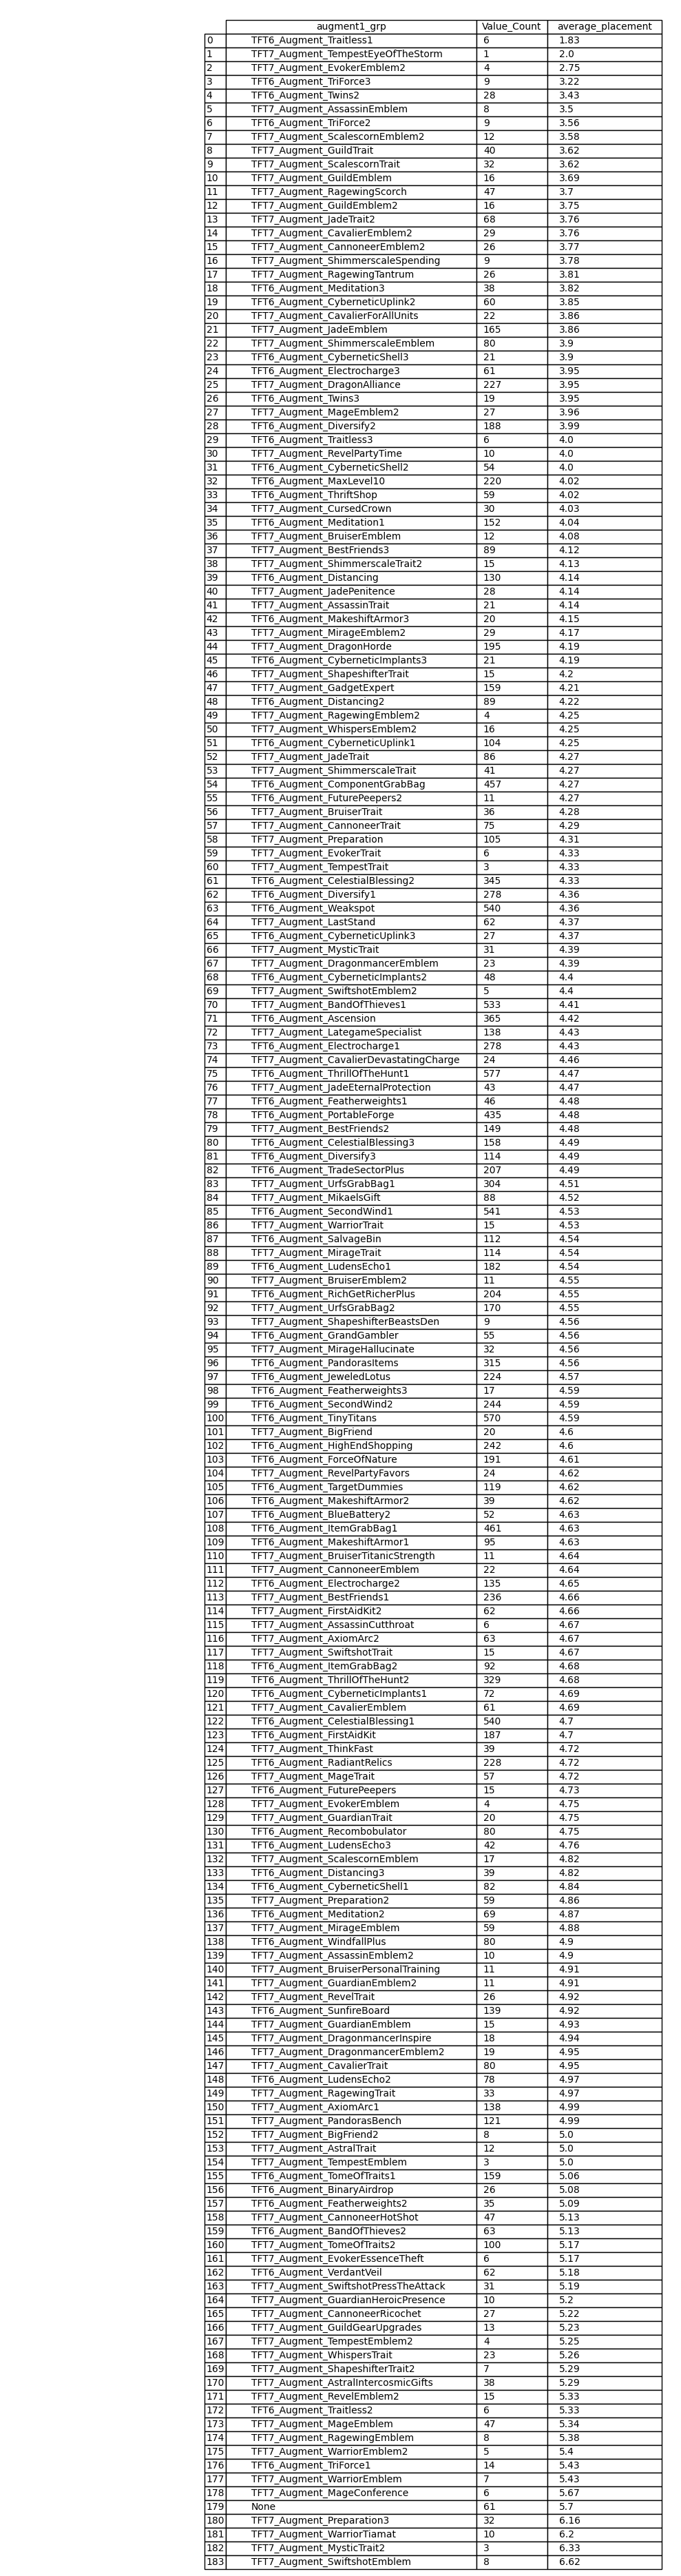 augment1_grp Value_Count average_placement
0 TFT6_Augment_Traitless1 6 1.83
1 TFT7_Augment_TempestEyeOfTheStorm 1 2.0
2 TFT7_Augment_EvokerEmblem2 4 2.75
3 TFT6_Augment_TriForce3 9 3.22
4 TFT6_Augment_Twins2 28 3.43
5 TFT7_Augment_AssassinEmblem 8 3.5
6 TFT6_Augment_TriForce2 9 3.56
7 TFT7_Augment_ScalescornEmblem2 12 3.58
8 TFT7_Augment_GuildTrait 40 3.62
9 TFT7_Augment_ScalescornTrait 32 3.62
10 TFT7_Augment_GuildEmblem 16 3.69
11 TFT7_Augment_RagewingScorch 47 3.7
12 TFT7_Augment_GuildEmblem2 16 3.75
13 TFT7_Augment_JadeTrait2 68 3.76
14 TFT7_Augment_CavalierEmblem2 29 3.76
15 TFT7_Augment_CannoneerEmblem2 26 3.77
16 TFT7_Augment_ShimmerscaleSpending 9 3.78
17 TFT7_Augment_RagewingTantrum 26 3.81
18 TFT6_Augment_Meditation3 38 3.82
19 TFT6_Augment_CyberneticUplink2 60 3.85
20 TFT7_Augment_CavalierForAllUnits 22 3.86
21 TFT7_Augment_JadeEmblem 165 3.86
22 TFT7_Augment_ShimmerscaleEmblem 80 3.9
23 TFT6_Augment_CyberneticShell3 21 3.9
24 TFT6_Augment_Electrocharge3 61 3.95
25 TFT7_Augment_DragonAlliance 227 3.95
26 TFT6_Augment_Twins3 19 3.95
27 TFT7_Augment_MageEmblem2 27 3.96
28 TFT6_Augment_Diversify2 188 3.99
29 TFT6_Augment_Traitless3 6 4.0
30 TFT7_Augment_RevelPartyTime 10 4.0
31 TFT6_Augment_CyberneticShell2 54 4.0
32 TFT6_Augment_MaxLevel10 220 4.02
33 TFT6_Augment_ThriftShop 59 4.02
34 TFT7_Augment_CursedCrown 30 4.03
35 TFT6_Augment_Meditation1 152 4.04
36 TFT7_Augment_BruiserEmblem 12 4.08
37 TFT7_Augment_BestFriends3 89 4.12
38 TFT7_Augment_ShimmerscaleTrait2 15 4.13
39 TFT6_Augment_Distancing 130 4.14
40 TFT7_Augment_JadePenitence 28 4.14
41 TFT7_Augment_AssassinTrait 21 4.14
42 TFT6_Augment_MakeshiftArmor3 20 4.15
43 TFT7_Augment_MirageEmblem2 29 4.17
44 TFT7_Augment_DragonHorde 195 4.19
45 TFT6_Augment_CyberneticImplants3 21 4.19
46 TFT7_Augment_ShapeshifterTrait 15 4.2
47 TFT7_Augment_GadgetExpert 159 4.21
48 TFT6_Augment_Distancing2 89 4.22
49 TFT7_Augment_RagewingEmblem2 4 4.25
50 TFT7_Augment_WhispersEmblem2 16 4.25
51 TFT6_Augment_CyberneticUplink1 104 4.25
52 TFT7_Augment_JadeTrait 86 4.27
53 TFT7_Augment_ShimmerscaleTrait 41 4.27
54 TFT6_Augment_ComponentGrabBag 457 4.27
55 TFT7_Augment_FuturePeepers2 11 4.27
56 TFT7_Augment_BruiserTrait 36 4.28
57 TFT7_Augment_CannoneerTrait 75 4.29
58 TFT7_Augment_Preparation 105 4.31
59 TFT7_Augment_EvokerTrait 6 4.33
60 TFT7_Augment_TempestTrait 3 4.33
61 TFT6_Augment_CelestialBlessing2 345 4.33
62 TFT6_Augment_Diversify1 278 4.36
63 TFT6_Augment_Weakspot 540 4.36
64 TFT7_Augment_LastStand 62 4.37
65 TFT6_Augment_CyberneticUplink3 27 4.37
66 TFT7_Augment_MysticTrait 31 4.39
67 TFT7_Augment_DragonmancerEmblem 23 4.39
68 TFT6_Augment_CyberneticImplants2 48 4.4
69 TFT7_Augment_SwiftshotEmblem2 5 4.4
70 TFT7_Augment_BandOfThieves1 533 4.41
71 TFT6_Augment_Ascension 365 4.42
72 TFT7_Augment_LategameSpecialist 138 4.43
73 TFT6_Augment_Electrocharge1 278 4.43
74 TFT7_Augment_CavalierDevastatingCharge 24 4.46
75 TFT6_Augment_ThrillOfTheHunt1 577 4.47
76 TFT7_Augment_JadeEternalProtection 43 4.47
77 TFT6_Augment_Featherweights1 46 4.48
78 TFT6_Augment_PortableForge 435 4.48
79 TFT7_Augment_BestFriends2 149 4.48
80 TFT6_Augment_CelestialBlessing3 158 4.49
81 TFT6_Augment_Diversify3 114 4.49
82 TFT6_Augment_TradeSectorPlus 207 4.49
83 TFT7_Augment_UrfsGrabBag1 304 4.51
84 TFT7_Augment_MikaelsGift 88 4.52
85 TFT6_Augment_SecondWind1 541 4.53
86 TFT7_Augment_WarriorTrait 15 4.53
87 TFT6_Augment_SalvageBin 112 4.54
88 TFT7_Augment_MirageTrait 114 4.54
89 TFT6_Augment_LudensEcho1 182 4.54
90 TFT7_Augment_BruiserEmblem2 11 4.55
91 TFT6_Augment_RichGetRicherPlus 204 4.55
92 TFT7_Augment_UrfsGrabBag2 170 4.55
93 TFT7_Augment_ShapeshifterBeastsDen 9 4.56
94 TFT6_Augment_GrandGambler 55 4.56
95 TFT7_Augment_MirageHallucinate 32 4.56
96 TFT6_Augment_PandorasItems 315 4.56
97 TFT6_Augment_JeweledLotus 224 4.57
98 TFT6_Augment_Featherweights3 17 4.59
99 TFT6_Augment_SecondWind2 244 4.59
100 TFT6_Augment_TinyTitans 570 4.59
101 TFT7_Augment_BigFriend 20 4.6
102 TFT6_Augment_HighEndShopping 242 4.6
103 TFT6_Augment_ForceOfNature 191 4.61
104 TFT7_Augment_RevelPartyFavors 24 4.62
105 TFT6_Augment_TargetDummies 119 4.62
106 TFT6_Augment_MakeshiftArmor2 39 4.62
107 TFT6_Augment_BlueBattery2 52 4.63
108 TFT6_Augment_ItemGrabBag1 461 4.63
109 TFT6_Augment_MakeshiftArmor1 95 4.63
110 TFT7_Augment_BruiserTitanicStrength 11 4.64
111 TFT7_Augment_CannoneerEmblem 22 4.64
112 TFT6_Augment_Electrocharge2 135 4.65
113 TFT7_Augment_BestFriends1 236 4.66
114 TFT7_Augment_FirstAidKit2 62 4.66
115 TFT7_Augment_AssassinCutthroat 6 4.67
116 TFT7_Augment_AxiomArc2 63 4.67
117 TFT7_Augment_SwiftshotTrait 15 4.67
118 TFT6_Augment_ItemGrabBag2 92 4.68
119 TFT6_Augment_ThrillOfTheHunt2 329 4.68
120 TFT6_Augment_CyberneticImplants1 72 4.69
121 TFT7_Augment_CavalierEmblem 61 4.69
122 TFT6_Augment_CelestialBlessing1 540 4.7
123 TFT6_Augment_FirstAidKit 187 4.7
124 TFT7_Augment_ThinkFast 39 4.72
125 TFT6_Augment_RadiantRelics 228 4.72
126 TFT7_Augment_MageTrait 57 4.72
127 TFT6_Augment_FuturePeepers 15 4.73
128 TFT7_Augment_EvokerEmblem 4 4.75
129 TFT7_Augment_GuardianTrait 20 4.75
130 TFT6_Augment_Recombobulator 80 4.75
131 TFT6_Augment_LudensEcho3 42 4.76
132 TFT7_Augment_ScalescornEmblem 17 4.82
133 TFT6_Augment_Distancing3 39 4.82
134 TFT6_Augment_CyberneticShell1 82 4.84
135 TFT7_Augment_Preparation2 59 4.86
136 TFT6_Augment_Meditation2 69 4.87
137 TFT7_Augment_MirageEmblem 59 4.88
138 TFT6_Augment_WindfallPlus 80 4.9
139 TFT7_Augment_AssassinEmblem2 10 4.9
140 TFT7_Augment_BruiserPersonalTraining 11 4.91
141 TFT7_Augment_GuardianEmblem2 11 4.91
142 TFT7_Augment_RevelTrait 26 4.92
143 TFT6_Augment_SunfireBoard 139 4.92
144 TFT7_Augment_GuardianEmblem 15 4.93
145 TFT7_Augment_DragonmancerInspire 18 4.94
146 TFT7_Augment_DragonmancerEmblem2 19 4.95
147 TFT7_Augment_CavalierTrait 80 4.95
148 TFT6_Augment_LudensEcho2 78 4.97
149 TFT7_Augment_RagewingTrait 33 4.97
150 TFT7_Augment_AxiomArc1 138 4.99
151 TFT7_Augment_PandorasBench 121 4.99
152 TFT7_Augment_BigFriend2 8 5.0
153 TFT7_Augment_AstralTrait 12 5.0
154 TFT7_Augment_TempestEmblem 3 5.0
155 TFT6_Augment_TomeOfTraits1 159 5.06
156 TFT6_Augment_BinaryAirdrop 26 5.08
157 TFT6_Augment_Featherweights2 35 5.09
158 TFT7_Augment_CannoneerHotShot 47 5.13
159 TFT6_Augment_BandOfThieves2 63 5.13
160 TFT7_Augment_TomeOfTraits2 100 5.17
161 TFT7_Augment_EvokerEssenceTheft 6 5.17
162 TFT6_Augment_VerdantVeil 62 5.18
163 TFT7_Augment_SwiftshotPressTheAttack 31 5.19
164 TFT7_Augment_GuardianHeroicPresence 10 5.2
165 TFT7_Augment_CannoneerRicochet 27 5.22
166 TFT7_Augment_GuildGearUpgrades 13 5.23
167 TFT7_Augment_TempestEmblem2 4 5.25
168 TFT7_Augment_WhispersTrait 23 5.26
169 TFT7_Augment_ShapeshifterTrait2 7 5.29
170 TFT7_Augment_AstralIntercosmicGifts 38 5.29
171 TFT7_Augment_RevelEmblem2 15 5.33
172 TFT6_Augment_Traitless2 6 5.33
173 TFT7_Augment_MageEmblem 47 5.34
174 TFT7_Augment_RagewingEmblem 8 5.38
175 TFT7_Augment_WarriorEmblem2 5 5.4
176 TFT6_Augment_TriForce1 14 5.43
177 TFT7_Augment_WarriorEmblem 7 5.43
178 TFT7_Augment_MageConference 6 5.67
179 None 61 5.7
180 TFT7_Augment_Preparation3 32 6.16
181 TFT7_Augment_WarriorTiamat 10 6.2
182 TFT7_Augment_MysticTrait2 3 6.33
183 TFT7_Augment_SwiftshotEmblem 8 6.62